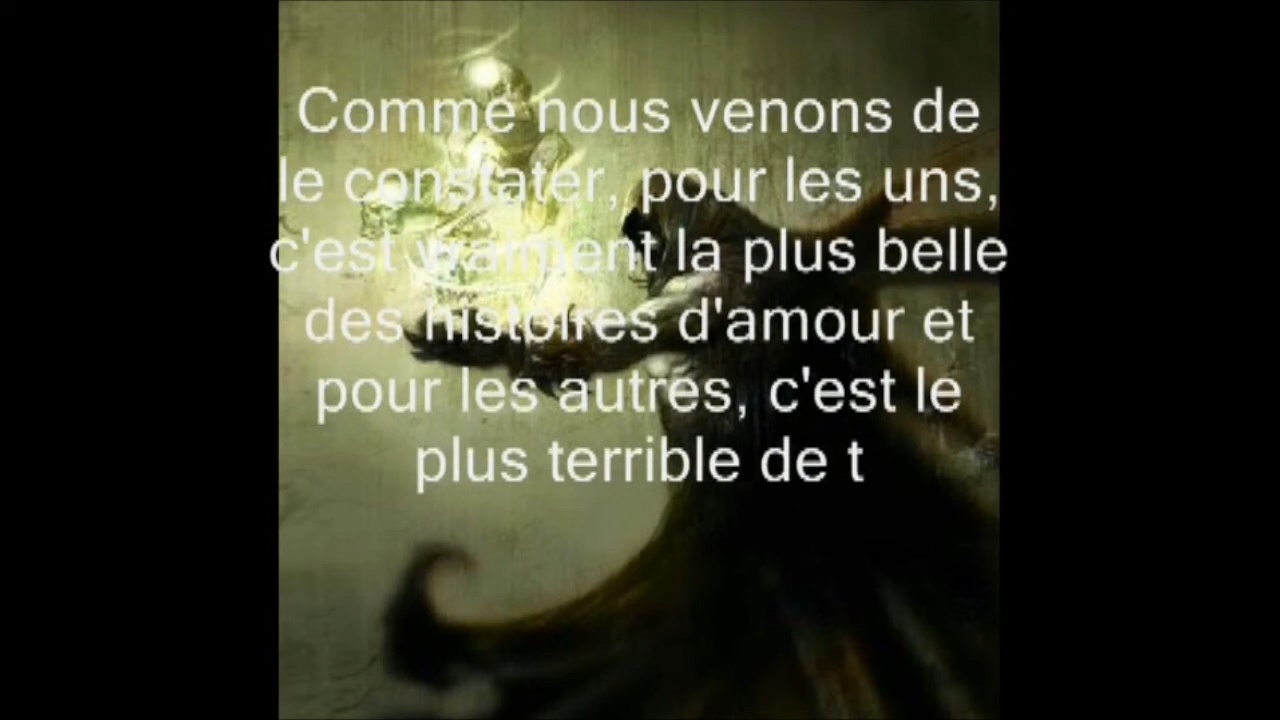 Comme nous venons de
le constater, pour les uns,
c'est vraiment la plus belle
des histoires d'amour et
pour les autres, c'est le
plus terrible de t